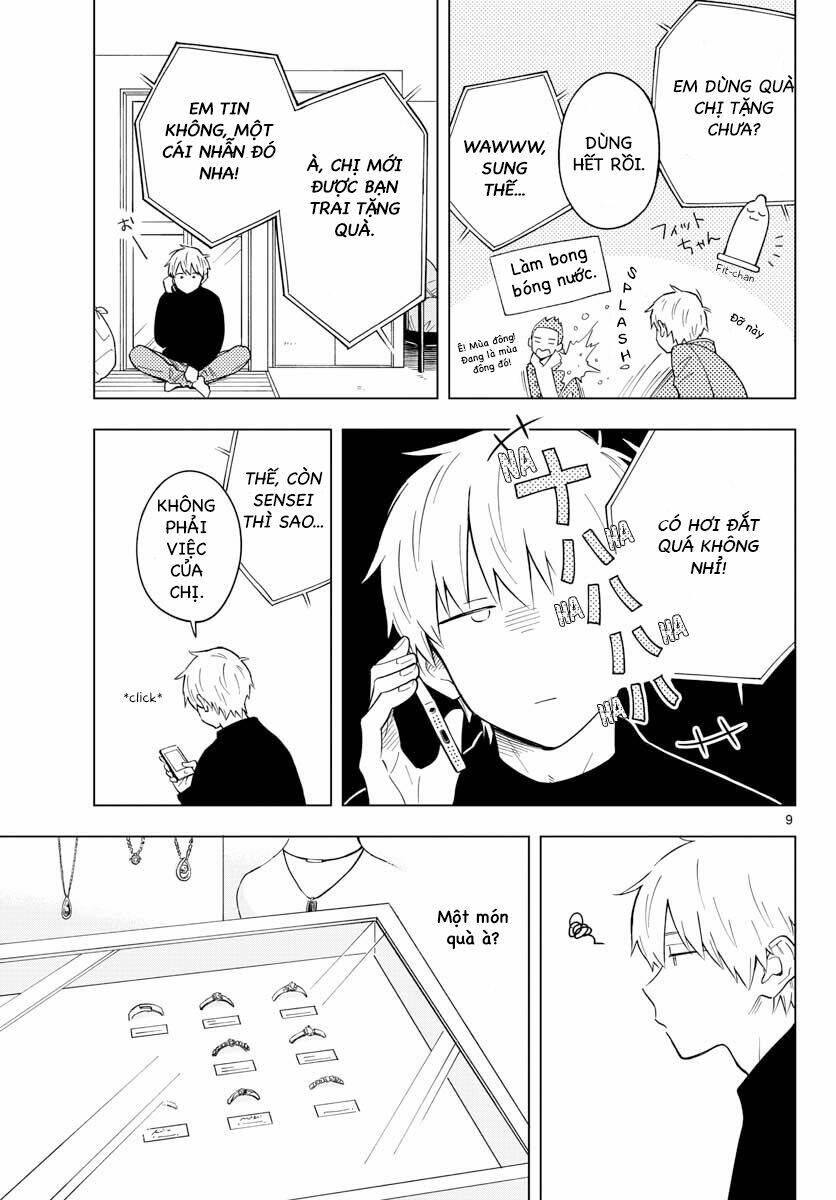 EM DÙNG QUÀ
CHỊ TẶNG
CHƯA?
DÙNG
HẾT RỒI.
WAWWW,
SUNG
THẾ...
フィット
ちゃん
Fit-chan
Làm bong
bóng nước.
SPLASH
Ê! Mùa đông!
Đang là mùa
đông đó!
Đỡ này
À, CHỊ MỚI
ĐƯỢC BẠN
TRAI TẶNG
QUÀ.
EM TIN
KHÔNG, MỘT
CÁI NHẪN ĐÓ
NHA!
お
CÓ HƠI ĐẮT
QUÁ KHÔNG
NHỈ!
NA
HA
HA
HA
HA
THẾ, CÒN
SENSEI
THÌ SAO...
KHÔNG
PHẢI
VIỆC
CỦA
CHỊ.
*click*
9
Một món
quà à?